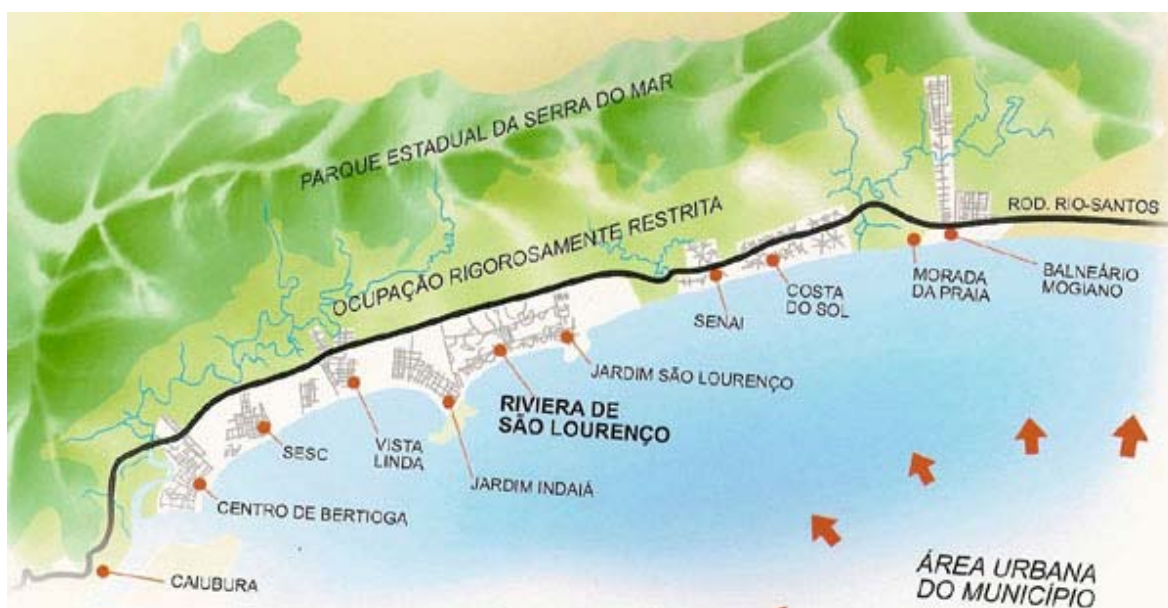 PARQUE ESTADUAL DA SERRA DO MAR
OCUPAÇÃO RIGOROSAMENTE RESTRITA
ROD. RIO-SANTOS
BALNEÁRIO
MOGIANO
MORADA
DA PRAIA
COSTA
DO SOL
SENAI
JARDIM SÃO LOURENÇO
RIVIERA DE
SÃO LOURENÇO
JARDIM INDAIÁ
VISTA
LINDA
SESC
CENTRO DE BERTIOGA
CAIUBURA
ÁREA URBANA
DO MUNICÍPIO